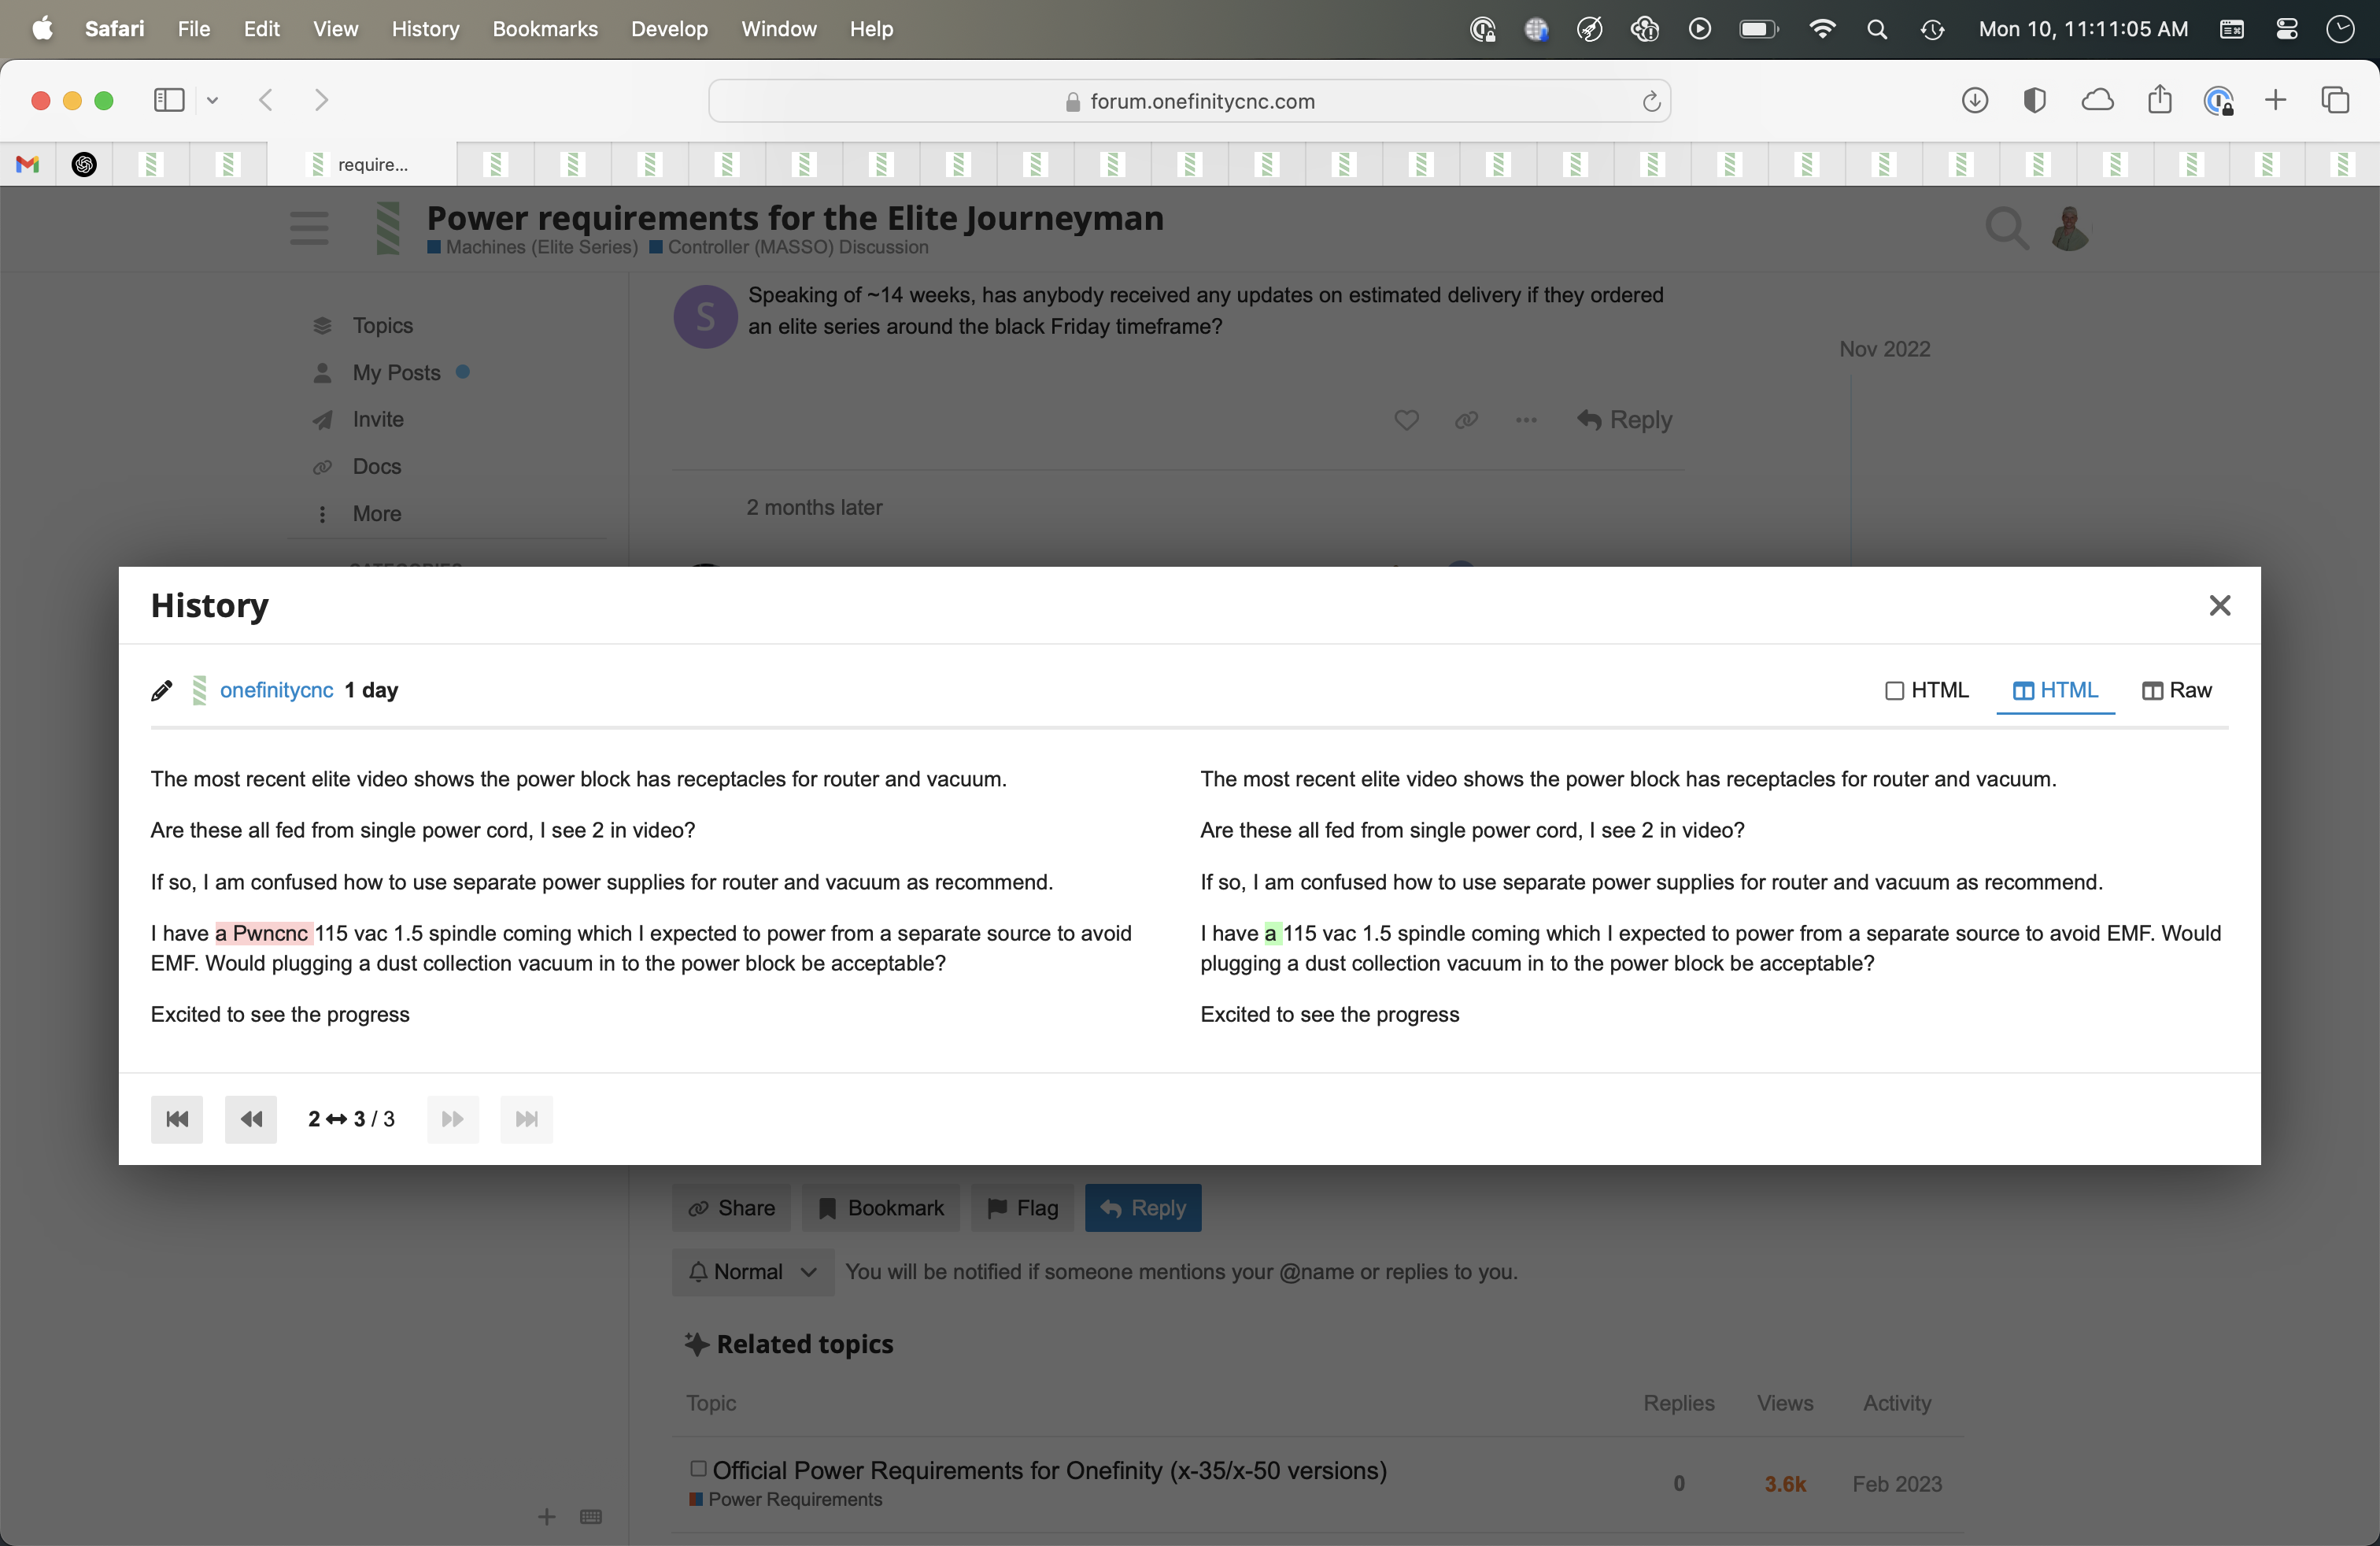 Safari File Edit View History Bookmarks Develop Window Help Mon 10, 11:11:05 AM
forum.onefinitycnc.com
require...
Power requirements for the Elite Journeyman
Machines (Elite Series) Controller (MASSO) Discussion
Topics
My Posts
Invite
Docs
More
S
Speaking of ~14 weeks, has anybody received any updates on estimated delivery if they ordered
an elite series around the black Friday timeframe?
Nov 2022
Reply
2 months later
History
onefinitycnc 1 day
HTML HTML Raw
The most recent elite video shows the power block has receptacles for router and vacuum.
Are these all fed from single power cord, I see 2 in video?
If so, I am confused how to use separate power supplies for router and vacuum as recommend.
I have a Pwncnc 115 vac 1.5 spindle coming which I expected to power from a separate source to avoid
EMF. Would plugging a dust collection vacuum in to the power block be acceptable?
Excited to see the progress
The most recent elite video shows the power block has receptacles for router and vacuum.
Are these all fed from single power cord, I see 2 in video?
If so, I am confused how to use separate power supplies for router and vacuum as recommend.
I have a 115 vac 1.5 spindle coming which I expected to power from a separate source to avoid EMF. Would
plugging a dust collection vacuum in to the power block be acceptable?
Excited to see the progress
2 ↔ 3 / 3
Share Bookmark Flag Reply
Normal You will be notified if someone mentions your @name or replies to you.
Related topics
Topic Replies Views Activity
Official Power Requirements for Onefinity (x-35/x-50 versions) 0 3.6k Feb 2023
Power Requirements